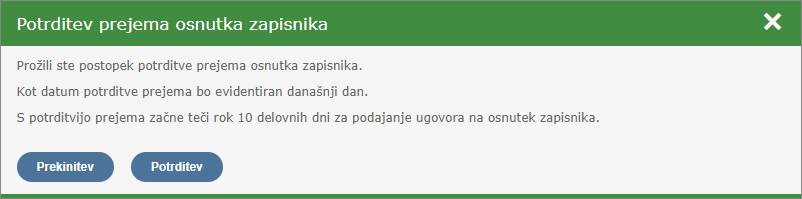 Potrditev prejema osnutka zapisnika
Prožili ste postopek potrditve prejema osnutka zapisnika.
Kot datum potrditve prejema bo evidentiran današnji dan.
S potrditvijo prejema začne teči rok 10 delovnih dni za podajanje ugovora na osnutek zapisnika.
Prekinitev Potrditev